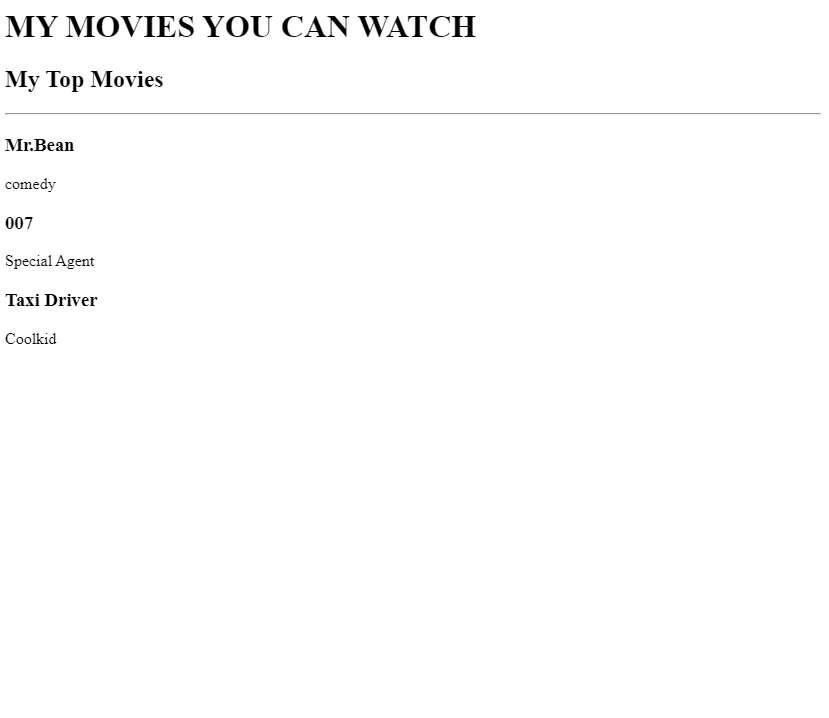 MY MOVIES YOU CAN WATCH
My Top Movies
Mr.Bean
comedy
007
Special Agent
Taxi Driver
Coolkid